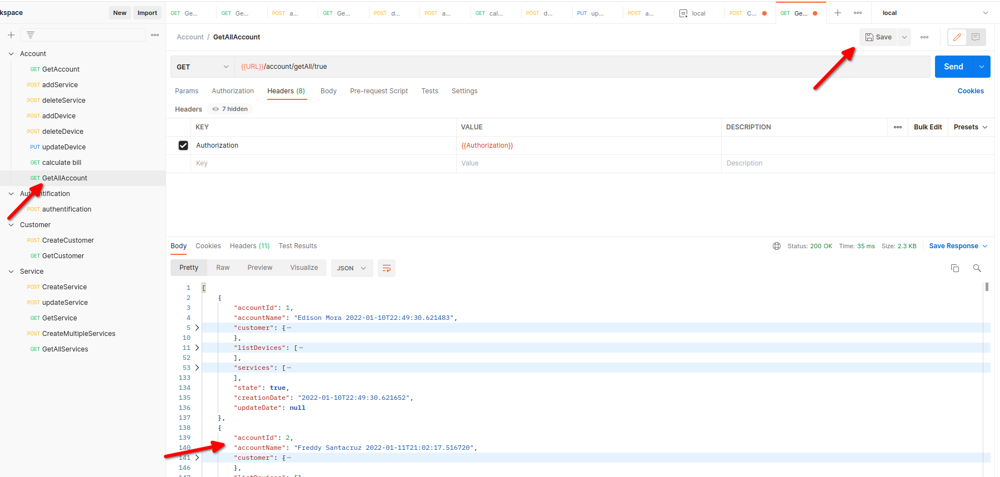 kspace
New
Import
GET Ge...
GET Ge...
POST a...
GET Ge...
POST d...
POST a...
GET cal...
POST d...
PUT up...
POST a...
local
POST C...
GET Ge...
local
Account / GetAllAccount
Save
Account
GET GetAccount
POST addService
POST deleteService
POST addDevice
POST deleteDevice
PUT updateDevice
GET calculate bill
GET GetAllAccount
POST authentification
Customer
POST CreateCustomer
GET GetCustomer
Service
POST CreateService
POST updateService
GET GetService
POST CreateMultipleServices
GET GetAllServices
GET
{{URL}}/account/getAll/true
Send
Params
Authorization
Headers (8)
Body
Pre-request Script
Tests
Settings
Cookies
Headers
7 hidden
KEY
VALUE
DESCRIPTION
Bulk Edit
Presets
Authorization
{{Authorization}}
Key
Value
Description
Body
Cookies
Headers (11)
Test Results
Status: 200 OK
Time: 35 ms
Size: 2.3 KB
Save Response
Pretty
Raw
Preview
Visualize
JSON
1 [
2 {
3 "accountId": 1,
4 "accountName": "Edison Mora 2022-01-10T22:49:30.621483",
5 "customer": {…
10 },
11 "listDevices": […
52 ],
53 "services": […
133 ],
134 "state": true,
135 "creationDate": "2022-01-10T22:49:30.621652",
136 "updateDate": null
137 },
138 {
139 "accountId": 2,
140 "accountName": "Freddy Santacruz 2022-01-11T21:02:17.516720",
141 "customer": {…
146 },